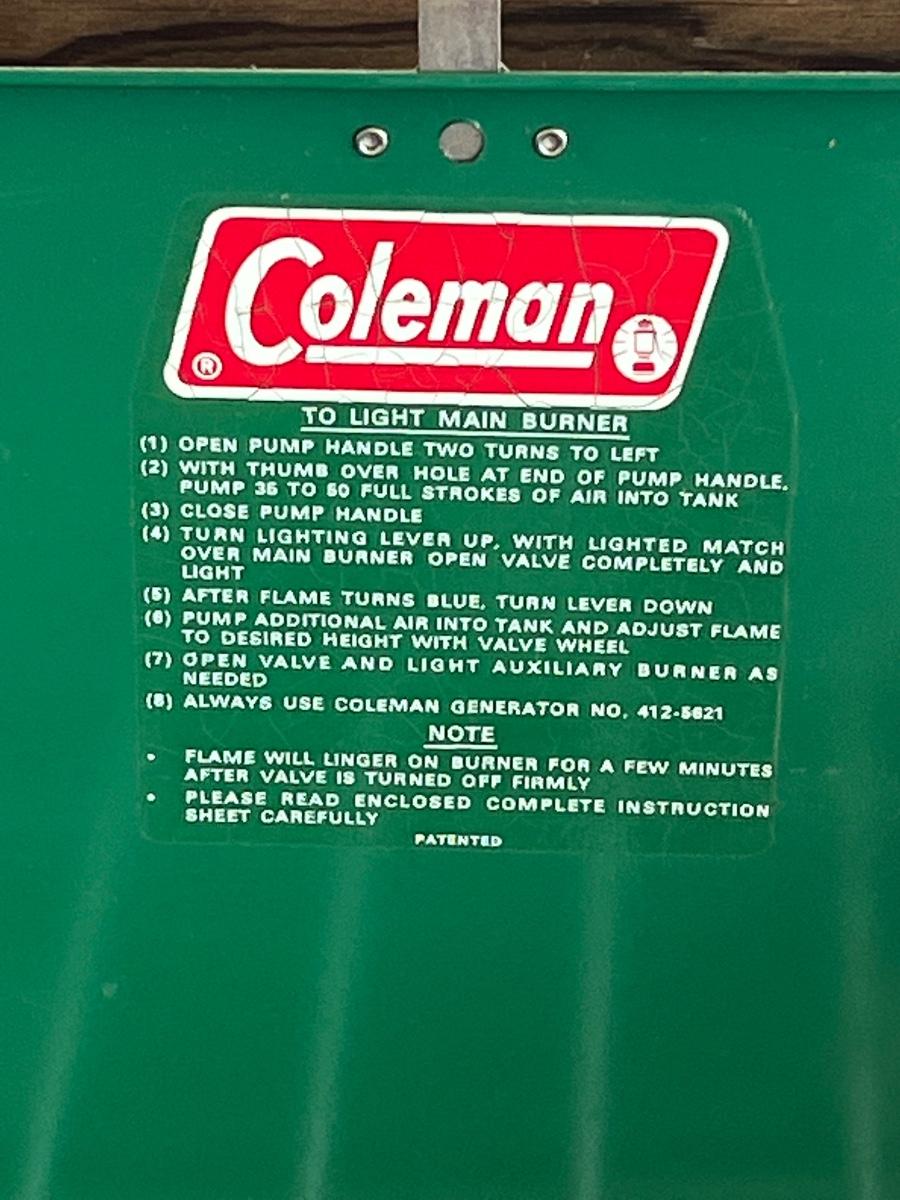 Coleman
®
TO LIGHT MAIN BURNER
(1) OPEN PUMP HANDLE TWO TURNS TO LEFT
(2) WITH THUMB OVER HOLE AT END OF PUMP HANDLE,
PUMP 35 TO 50 FULL STROKES OF AIR INTO TANK
(3) CLOSE PUMP HANDLE
(4) TURN LIGHTING LEVER UP, WITH LIGHTED MATCH
OVER MAIN BURNER OPEN VALVE COMPLETELY AND
LIGHT
(5) AFTER FLAME TURNS BLUE, TURN LEVER DOWN
(6) PUMP ADDITIONAL AIR INTO TANK AND ADJUST FLAME
TO DESIRED HEIGHT WITH VALVE WHEEL
(7) OPEN VALVE AND LIGHT AUXILIARY BURNER AS
NEEDED
(8) ALWAYS USE COLEMAN GENERATOR NO. 412-5621
NOTE
• FLAME WILL LINGER ON BURNER FOR A FEW MINUTES
AFTER VALVE IS TURNED OFF FIRMLY
• PLEASE READ ENCLOSED COMPLETE INSTRUCTION
SHEET CAREFULLY
PATENTED